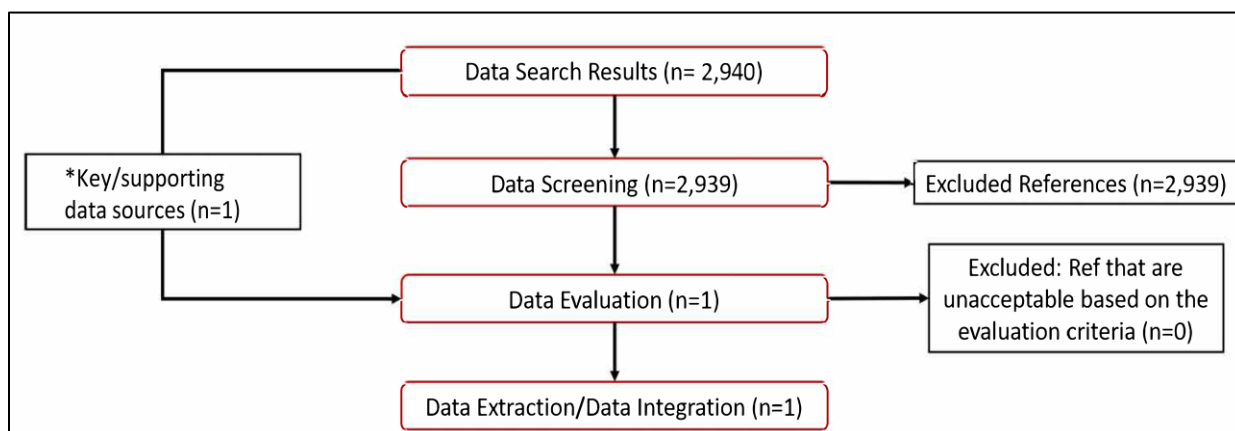 Data Search Results (n= 2,940)
*Key/supporting
data sources (n=1)
Data Screening (n=2,939)
Excluded References (n=2,939)
Data Evaluation (n=1)
Excluded: Ref that are
unacceptable based on the
evaluation criteria (n=0)
Data Extraction/Data Integration (n=1)